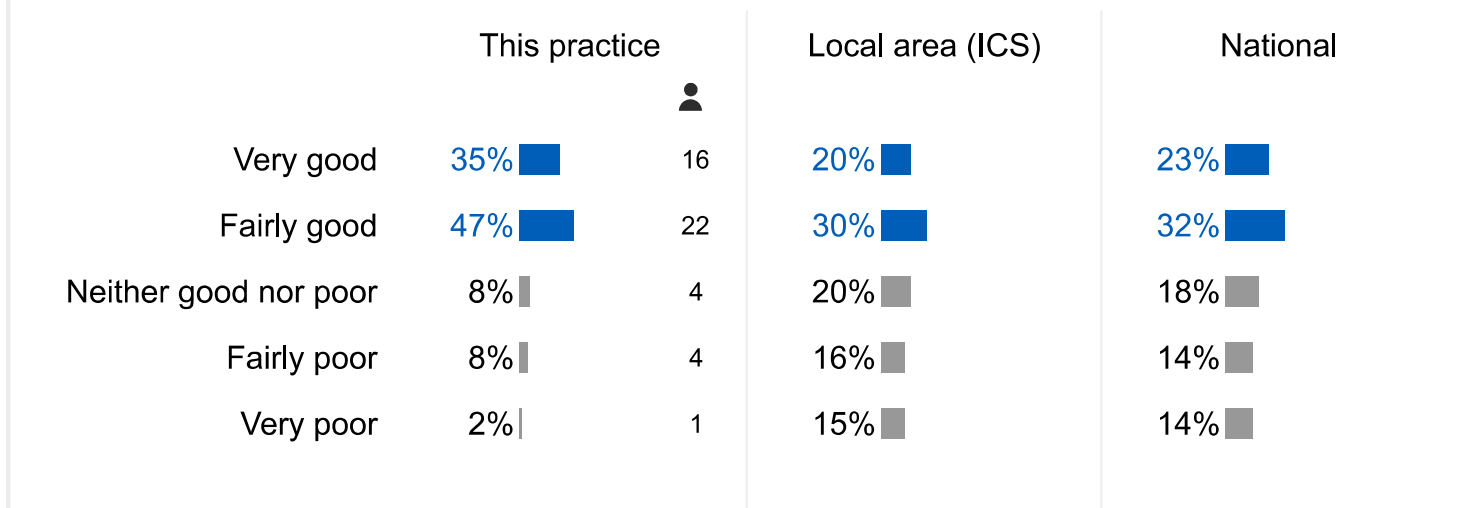 This practice Local area (ICS) National
Very good 35% 16 20% 23%
Fairly good 47% 22 30% 32%
Neither good nor poor 8% 4 20% 18%
Fairly poor 8% 4 16% 14%
Very poor 2% 1 15% 14%